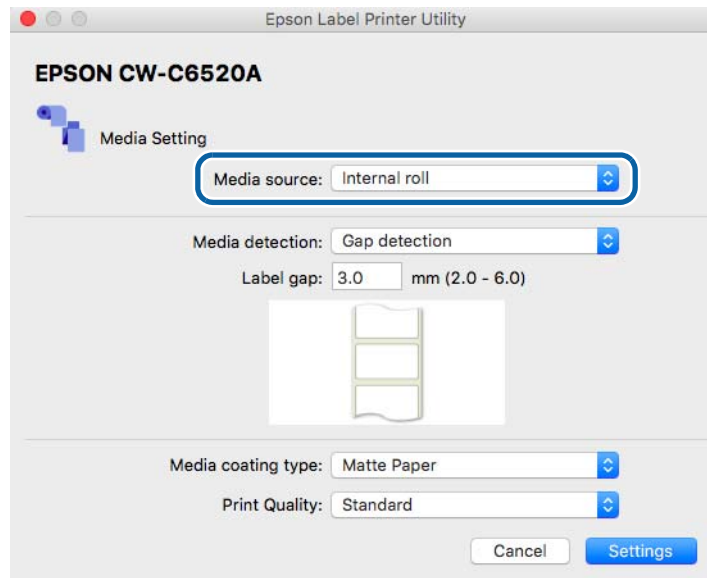 Epson Label Printer Utility
EPSON CW-C6520A
Media Setting
Media source: Internal roll
Media detection: Gap detection
Label gap: 3.0 mm (2.0 - 6.0)
Media coating type: Matte Paper
Print Quality: Standard
Cancel Settings